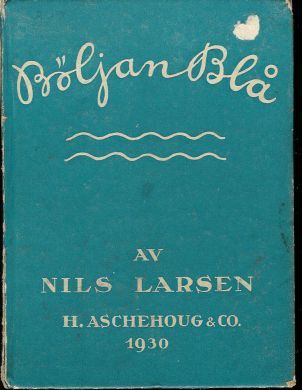 Böljan Blå
AV
NILS LARSEN
H. ASCHEHOUG & CO.
1930